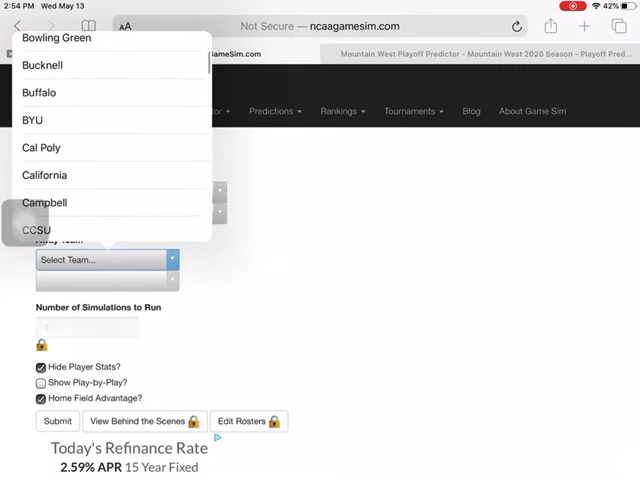 2:54 PM Wed May 13
42%
AA
Not Secure — ncaagamesim.com
GameSim.com
Mountain West Playoff Predictor - Mountain West 2020 Season - Playoff Pred...
Bowling Green
Bucknell
Buffalo
BYU
Cal Poly
California
Campbell
CCSU
tor
Predictions
Rankings
Tournaments
Blog
About Game Sim
Away Team
Select Team...
Number of Simulations to Run
Hide Player Stats?
Show Play-by-Play?
Home Field Advantage?
Submit
View Behind the Scenes
Edit Rosters
Today's Refinance Rate
2.59% APR 15 Year Fixed